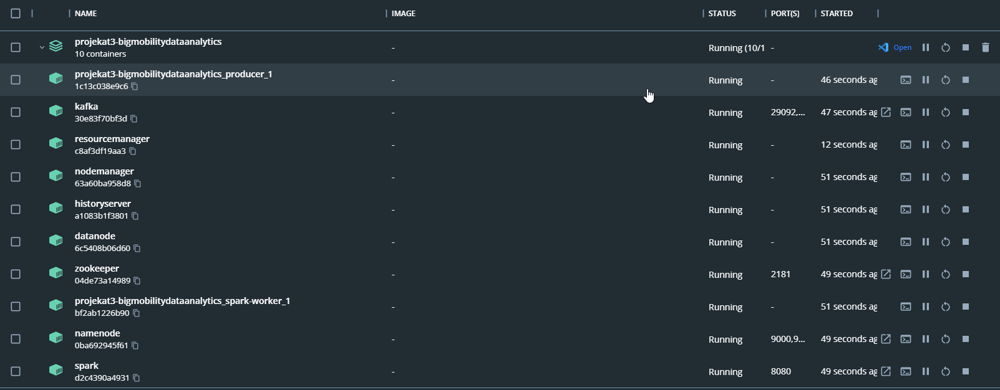 NAME IMAGE STATUS PORT(S) STARTED
projekat3-bigmobilitydataanalytics
10 containers
- Running (10/1 - Open
projekat3-bigmobilitydataanalytics_producer_1
1c13c038e9c6
- Running - 46 seconds ag
kafka
30e83f70bf3d
- Running 29092,... 47 seconds ag
resourcemanager
c8af3df19aa3
- Running - 12 seconds ag
nodemanager
63a60ba958d8
- Running - 51 seconds ag
historyserver
a1083b1f3801
- Running - 51 seconds ag
datanode
6c5408b06d60
- Running - 51 seconds ag
zookeeper
04de73a14989
- Running 2181 49 seconds ag
projekat3-bigmobilitydataanalytics_spark-worker_1
bf2ab1226b90
- Running - 51 seconds ag
namenode
0ba692945f61
- Running 9000,9... 49 seconds ag
spark
d2c4390a4931
- Running 8080 49 seconds ag